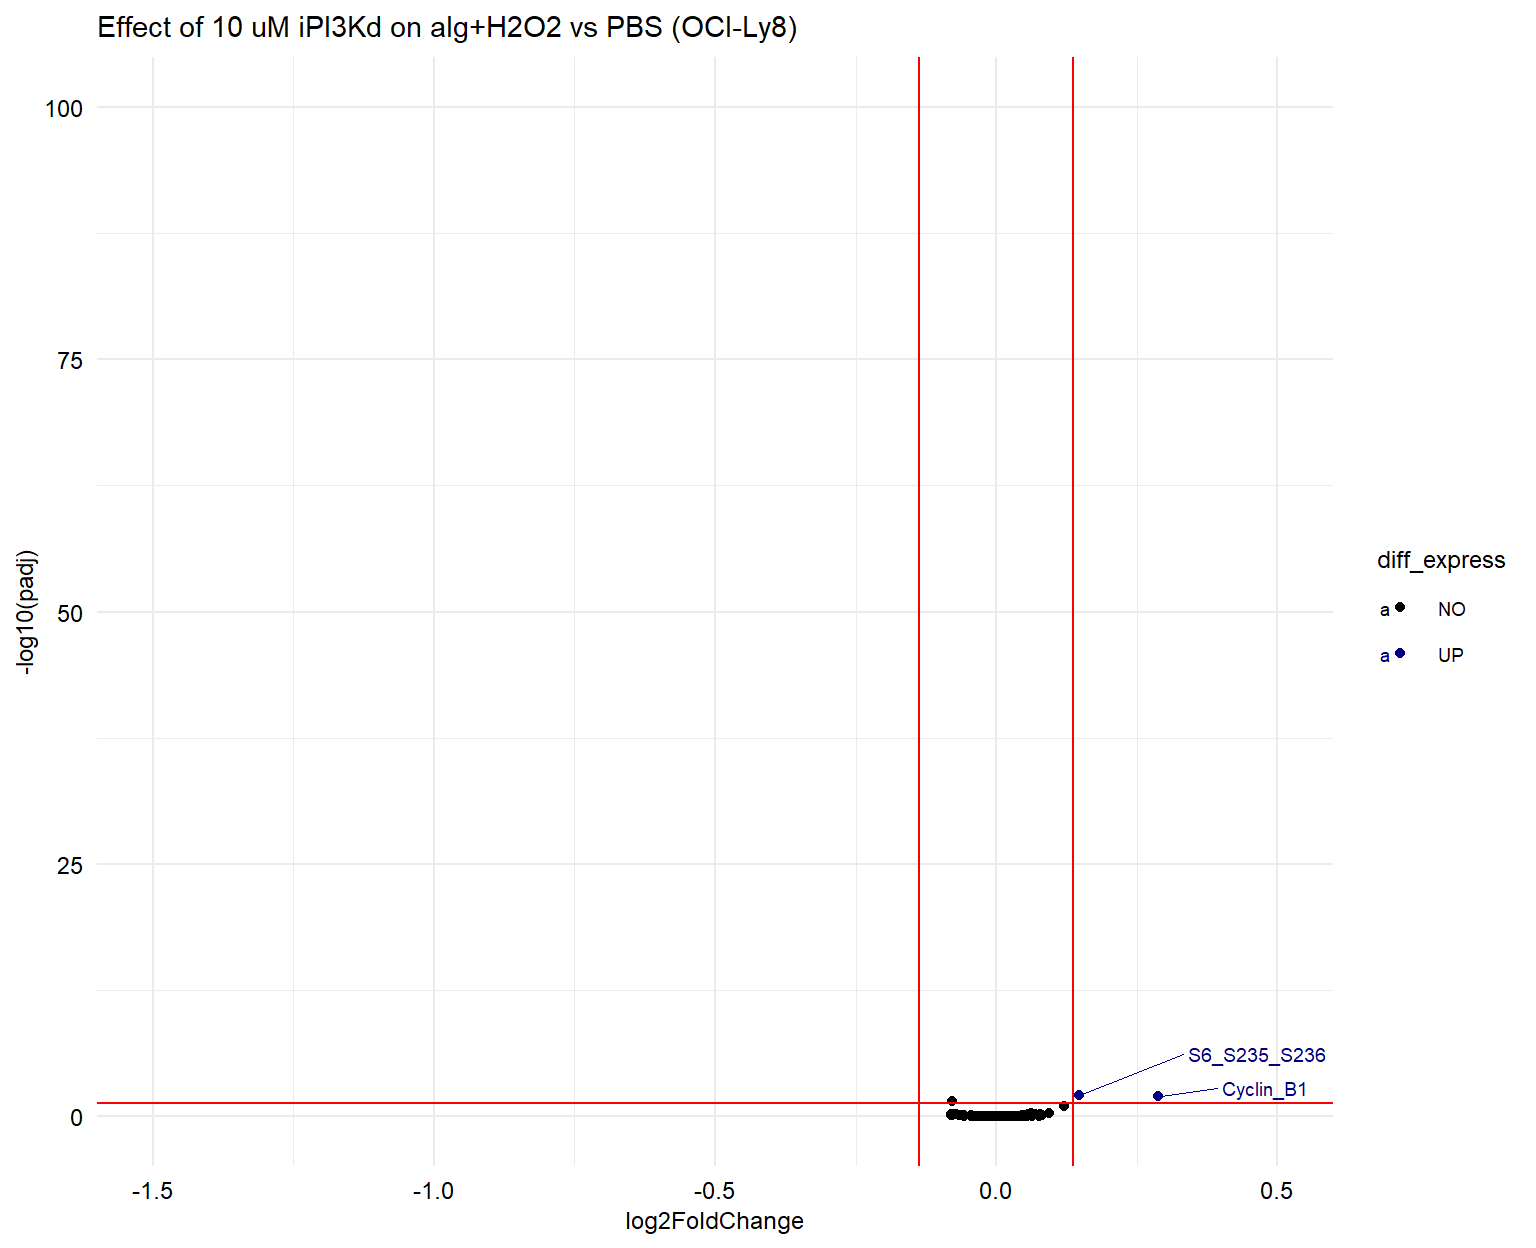 Effect of 10 uM iPI3Kd on aIg+H2O2 vs PBS (OCI-Ly8)
100
75
50
25
0
-log10(padj)
S6_S235_S236
Cyclin_B1
-1.5
-1.0
-0.5
0.0
0.5
log2FoldChange
diff_express
a NO
a UP